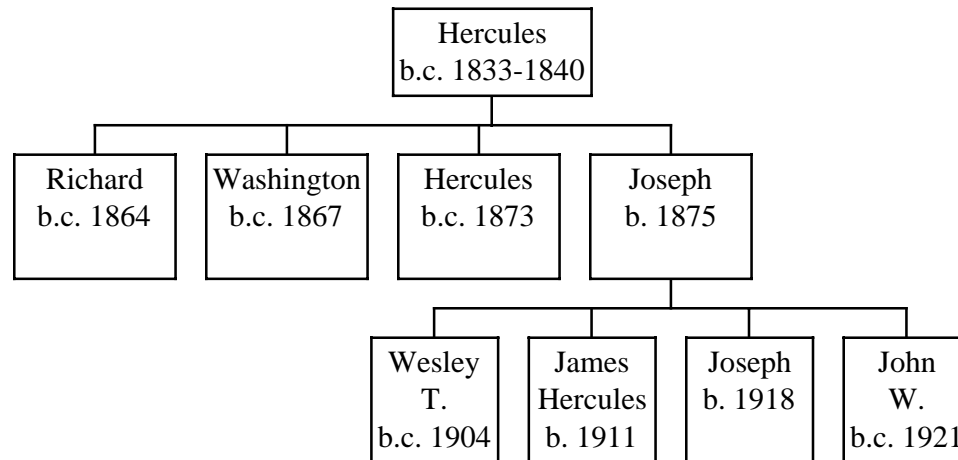 Hercules
b.c. 1833-1840
Richard
b.c. 1864
Washington
b.c. 1867
Hercules
b.c. 1873
Joseph
b. 1875
Wesley
T.
b.c. 1904
James
Hercules
b. 1911
Joseph
b. 1918
John
W.
b.c. 1921